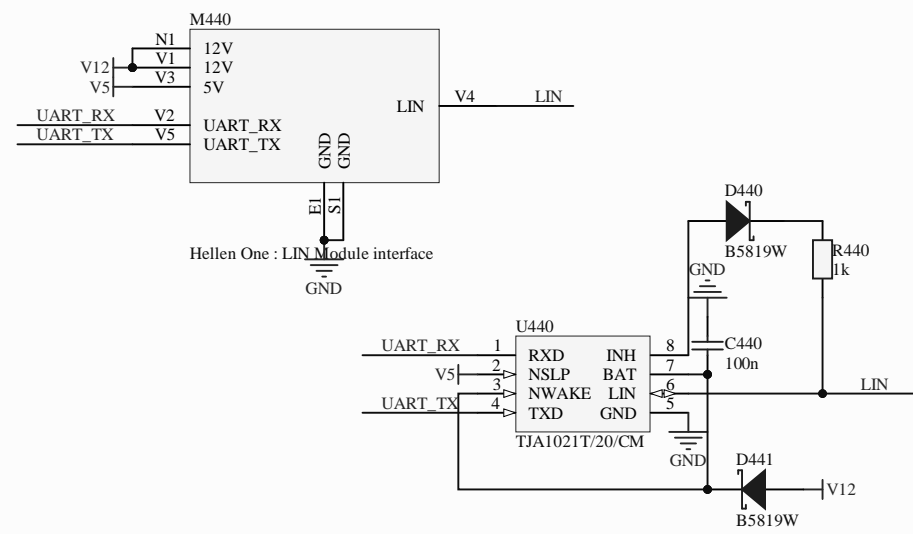 M440
N1 12V
V12 V1 12V
V5 V3 5V
LIN V4 LIN
UART_RX V2 UART_RX
UART_TX V5 UART_TX
GND GND
E1 S1
Hellen One : LIN Module interface
GND
D440
B5819W
R440
1k
GND
C440
100n
U440
UART_RX 1 RXD INH 8
V5 2 NSLP BAT 7
3 NWAKE LIN 6 LIN
UART_TX 4 TXD GND 5
TJA1021T/20/CM
GND
D441
V12
B5819W